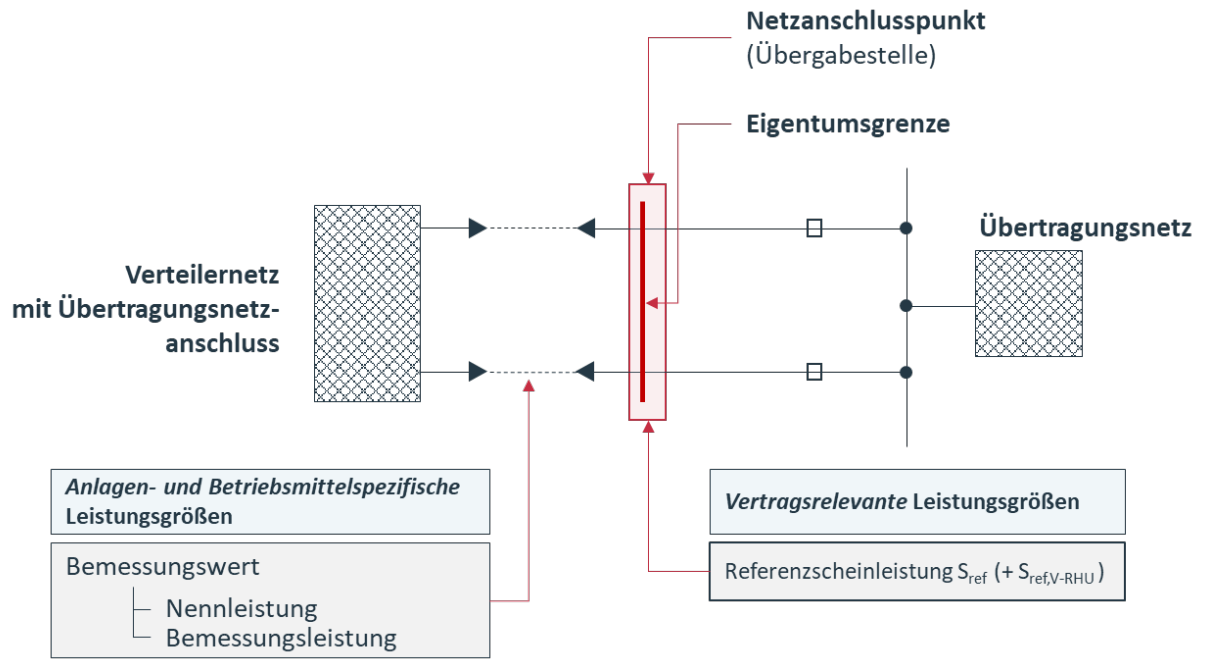 Netzanschlusspunkt
(Übergabestelle)
Eigentumsgrenze
Übertragungsnetz
Verteilernetz
mit Übertragungsnetz-
anschluss
Anlagen- und Betriebsmittelspezifische
Leistungsgrößen
Bemessungswert
Nennleistung
Bemessungsleistung
Vertragsrelevante Leistungsgrößen
Referenzscheinleistung Sref (+ Sref,V-RHU)